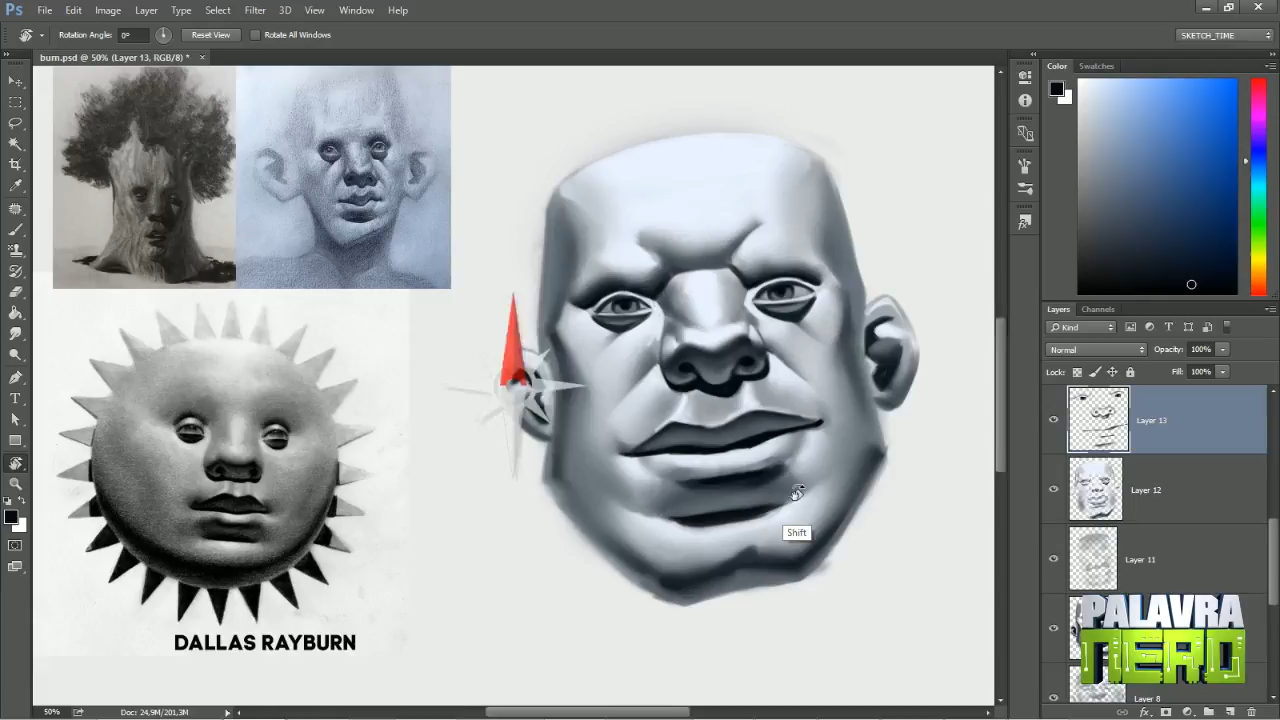 Ps File Edit Image Layer Type Select Filter 3D View Window Help
Rotation Angle: 0° Reset View Rotate All Windows SKETCH_TIME
burn.psd @ 50% (Layer 13, RGB/8) * ×
Color Swatches
Layers Channels
Kind T
Normal Opacity: 100%
Lock: Fill: 100%
Layer 13
Layer 12
Shift
Layer 11
PALAVRA
NERD
DALLAS RAYBURN
Layer 8
50% Doc: 24,9M/201,3M